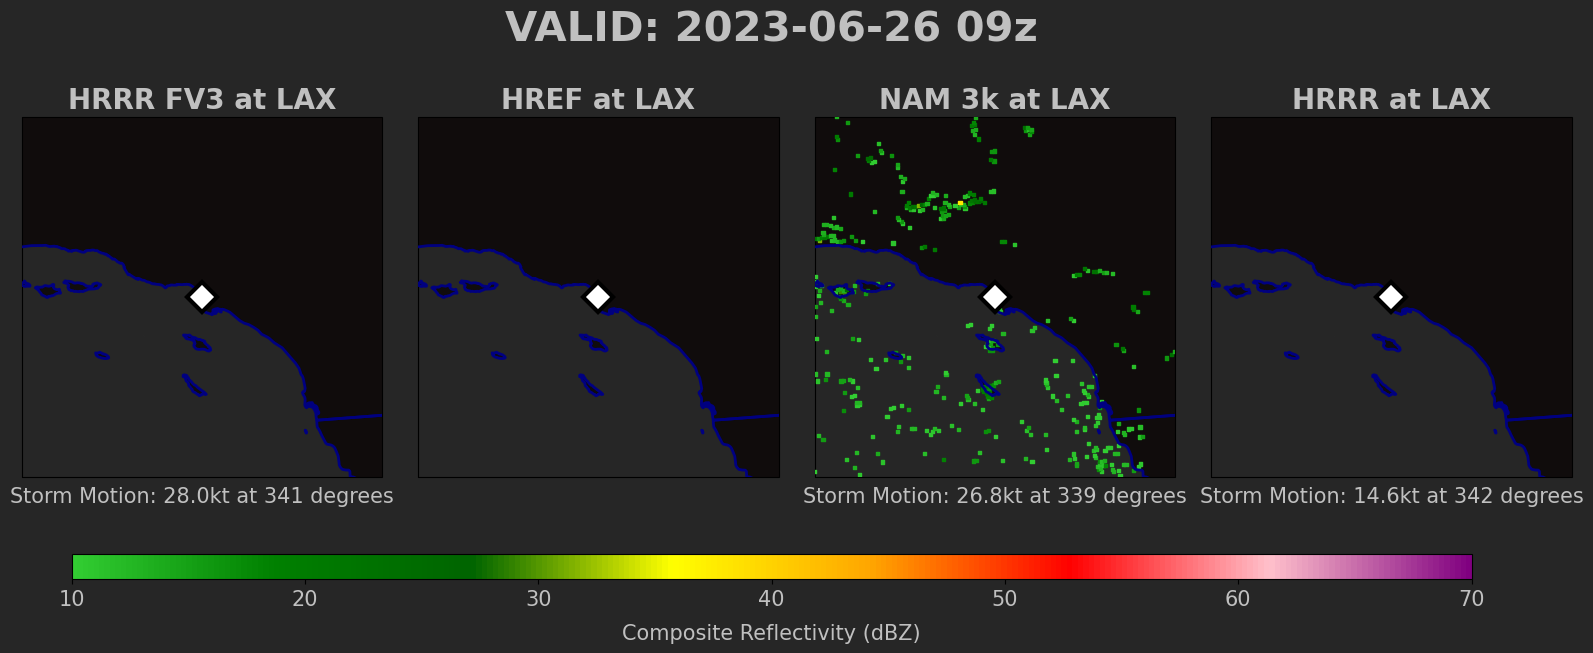 VALID: 2023-06-26 09z
HRRR FV3 at LAX
HREF at LAX
NAM 3k at LAX
HRRR at LAX
Storm Motion: 28.0kt at 341 degrees
Storm Motion: 26.8kt at 339 degrees
Storm Motion: 14.6kt at 342 degrees
10 20 30 40 50 60 70
Composite Reflectivity (dBZ)